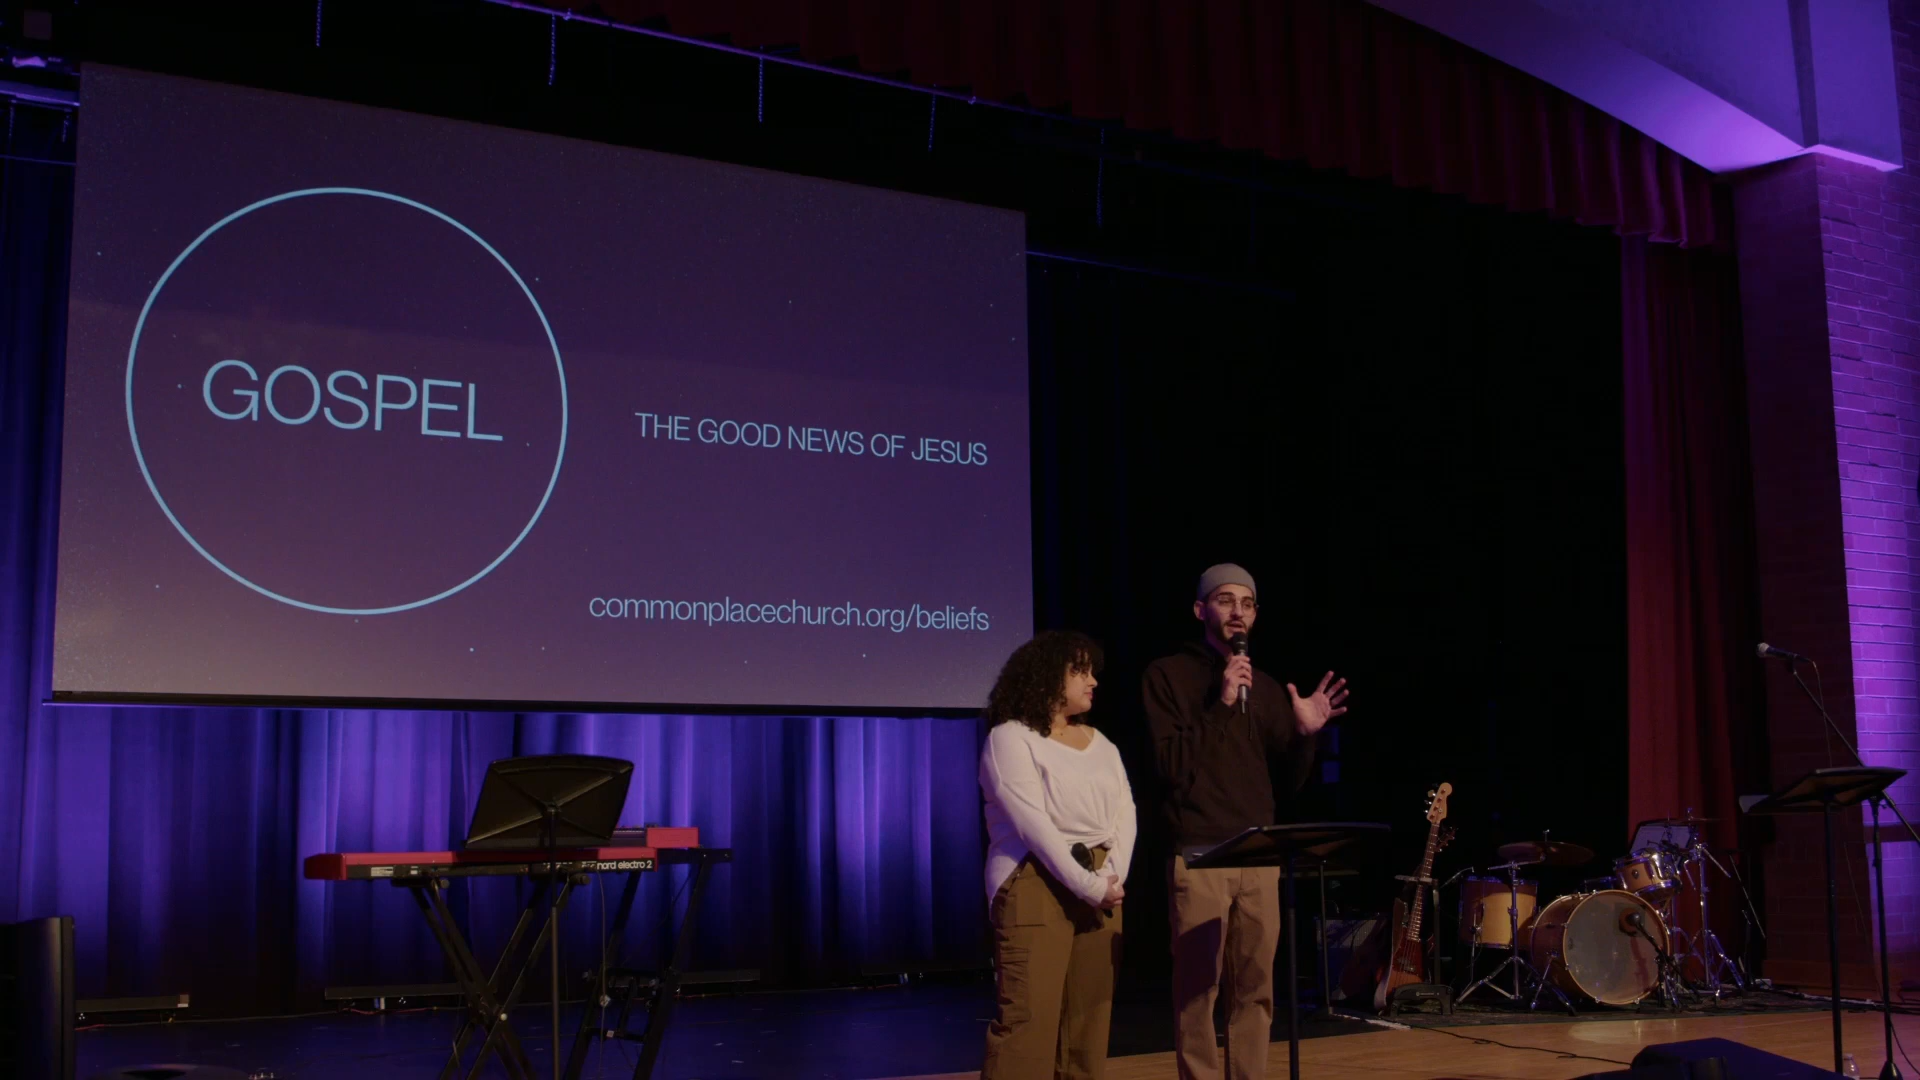 GOSPEL
THE GOOD NEWS OF JESUS
commonplacechurch.org/beliefs
nord electro 2